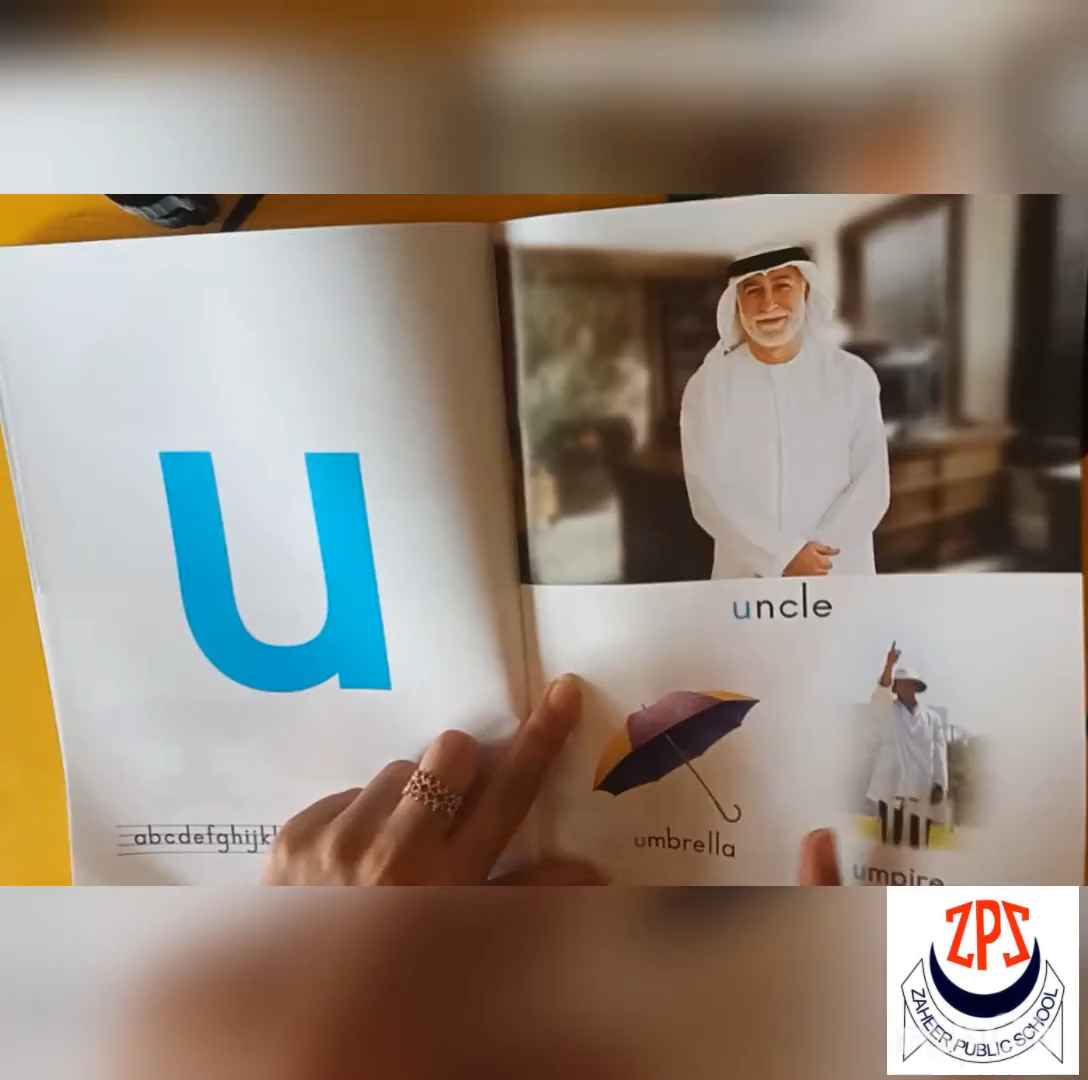 u
abcdefghijk
uncle
umbrella
umpire
ZPS
ZAHEER PUBLIC SCHOOL